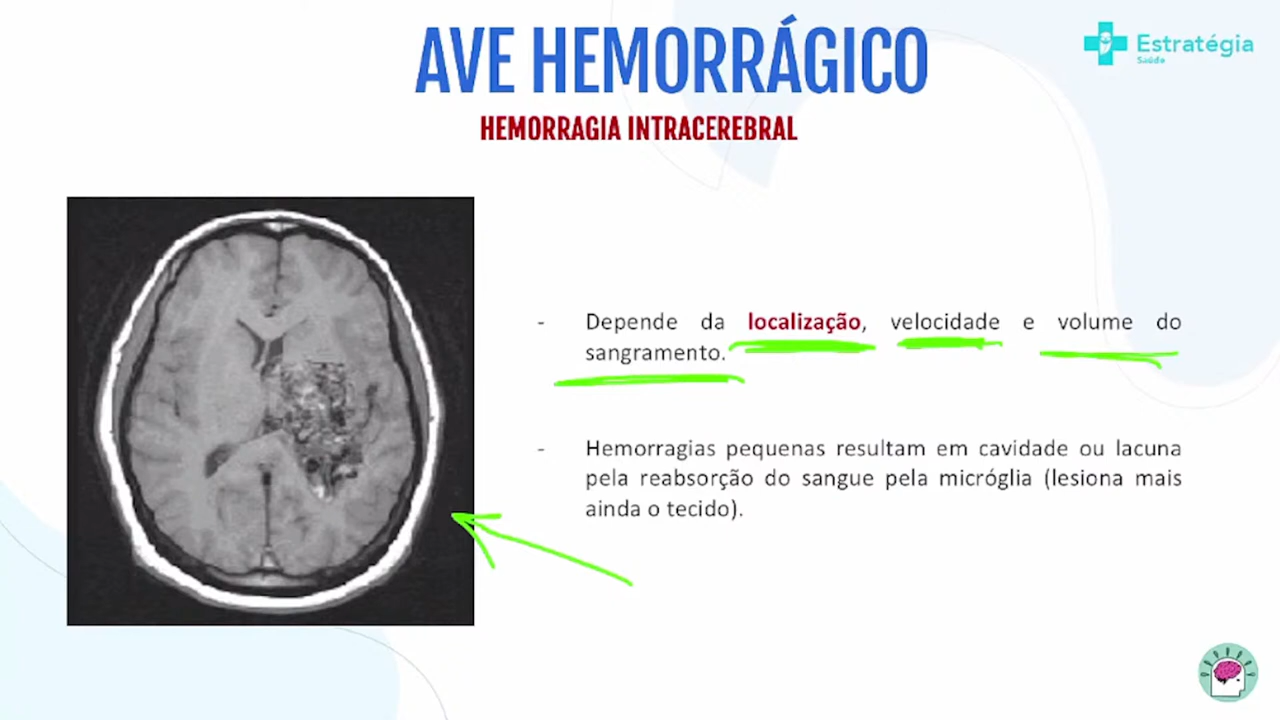 AVE HEMORRÁGICO
Estratégia
Saúde
HEMORRAGIA INTRACEREBRAL
- Depende da localização, velocidade e volume do
sangramento.
- Hemorragias pequenas resultam em cavidade ou lacuna
pela reabsorção do sangue pela micróglia (lesiona mais
ainda o tecido).